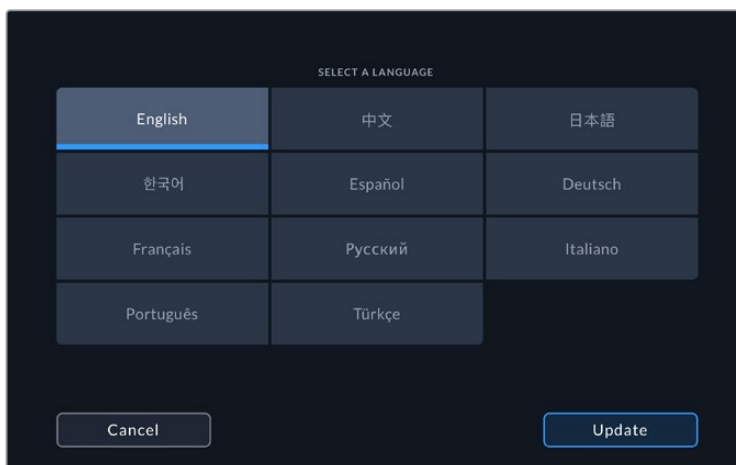 SELECT A LANGUAGE
English 中文 日本語
한국어 Español Deutsch
Français Русский Italiano
Português Türkçe
Cancel Update